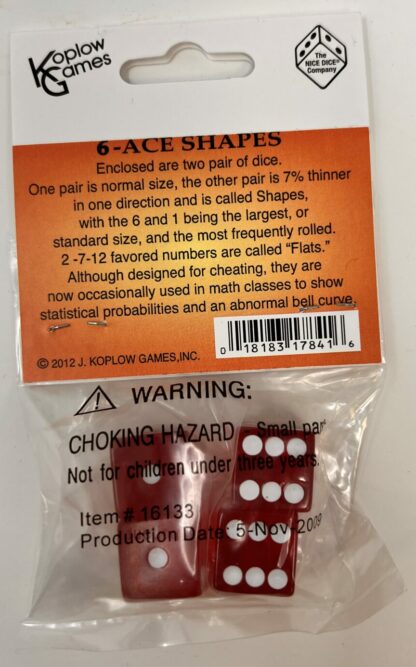 Koplow
Games
The
NICE DICE®
Company
6-ACE SHAPES
Enclosed are two pair of dice.
One pair is normal size, the other pair is 7% thinner
in one direction and is called Shapes,
with the 6 and 1 being the largest, or
standard size, and the most frequently rolled.
2 -7-12 favored numbers are called “Flats.”
Although designed for cheating, they are
now occasionally used in math classes to show
statistical probabilities and an abnormal bell curve.
0 18183 17841 6
© 2012 J. KOPLOW GAMES,INC.
WARNING:
CHOKING HAZARD Small par
Not for children under three years.
Item # 16133
Production Date: 5-Nov-2009